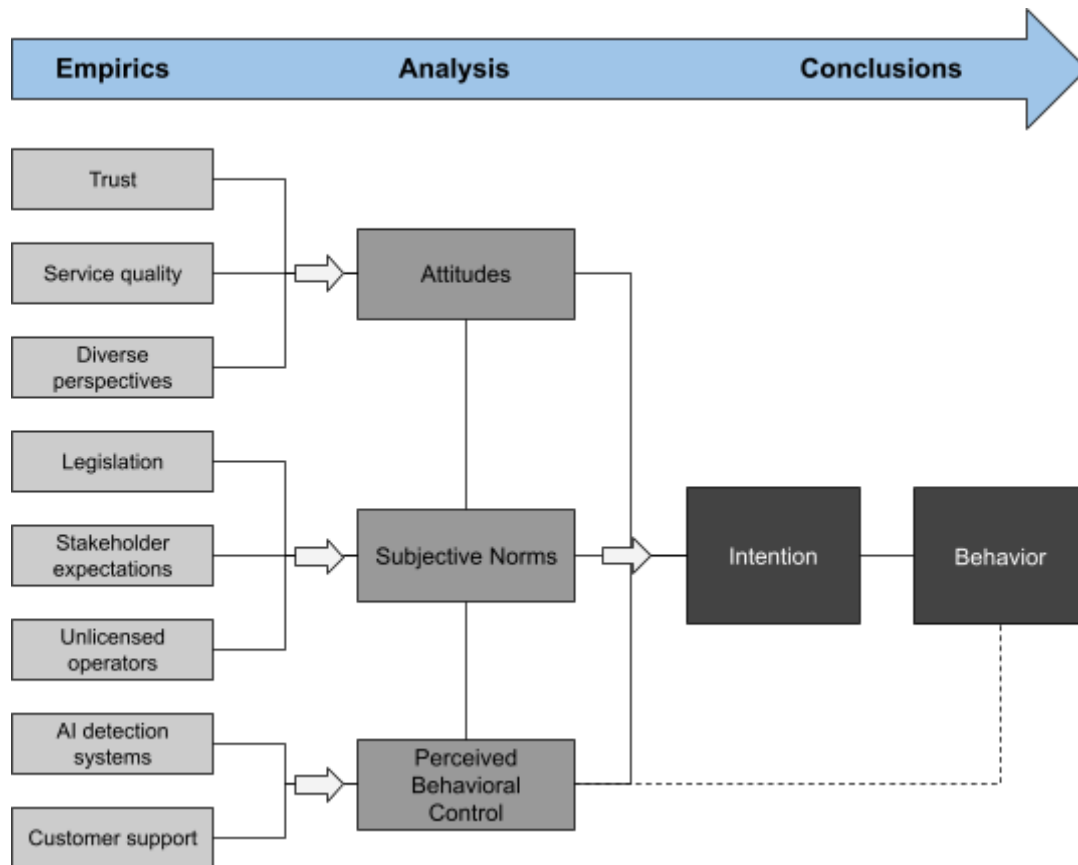 Empirics
Analysis
Conclusions
Trust
Service quality
Diverse
perspectives
Legislation
Stakeholder
expectations
Unlicensed
operators
AI detection
systems
Customer support
Attitudes
Subjective Norms
Perceived
Behavioral
Control
Intention
Behavior